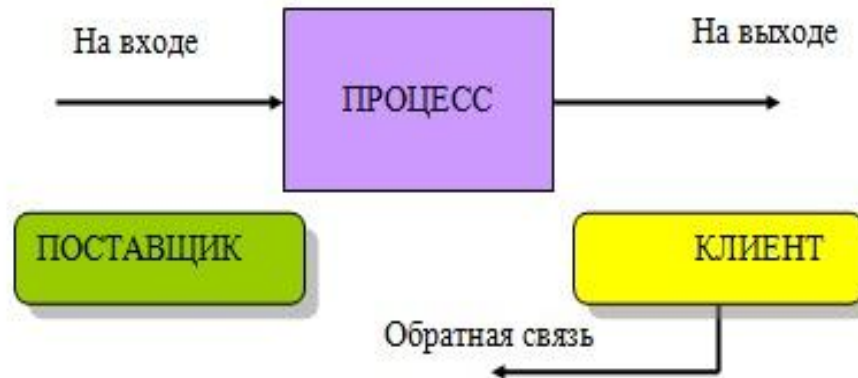 На входе
На выходе
ПРОЦЕСС
ПОСТАВЩИК
КЛИЕНТ
Обратная связь